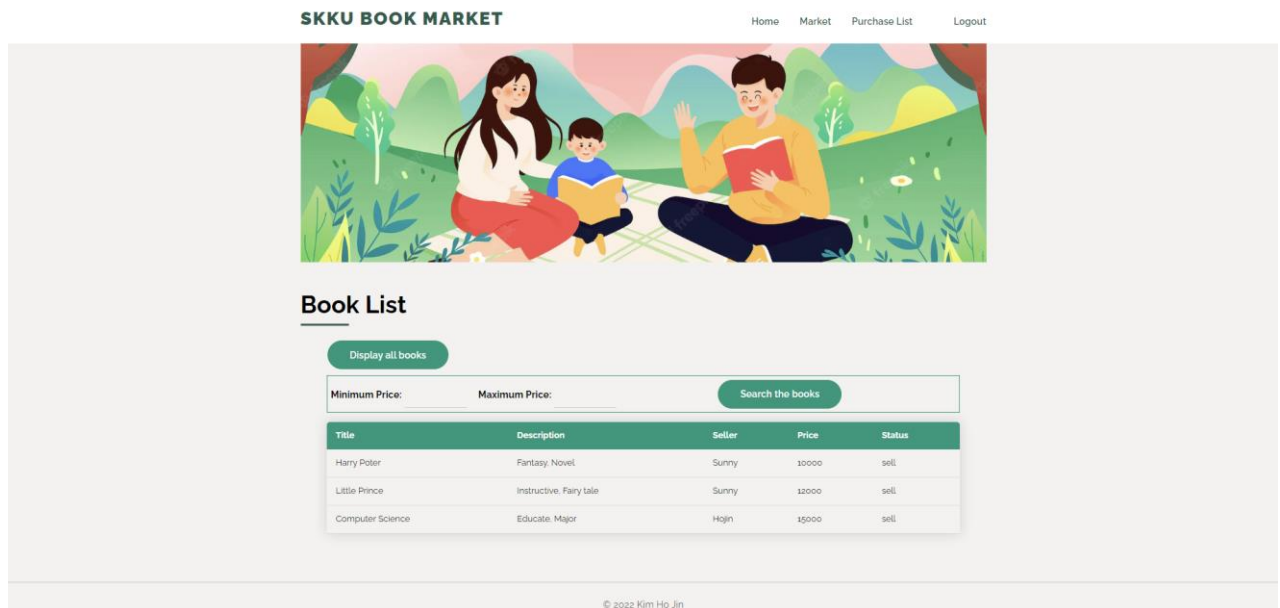 SKKU BOOK MARKET
Home Market Purchase List Logout
Book List
Display all books
Minimum Price: Maximum Price: Search the books
Title Description Seller Price Status
Harry Poter Fantasy, Novel Sunny 10000 sell
Little Prince Instructive, Fairy tale Sunny 12000 sell
Computer Science Educate, Major Hojin 15000 sell
© 2022 Kim Ho Jin